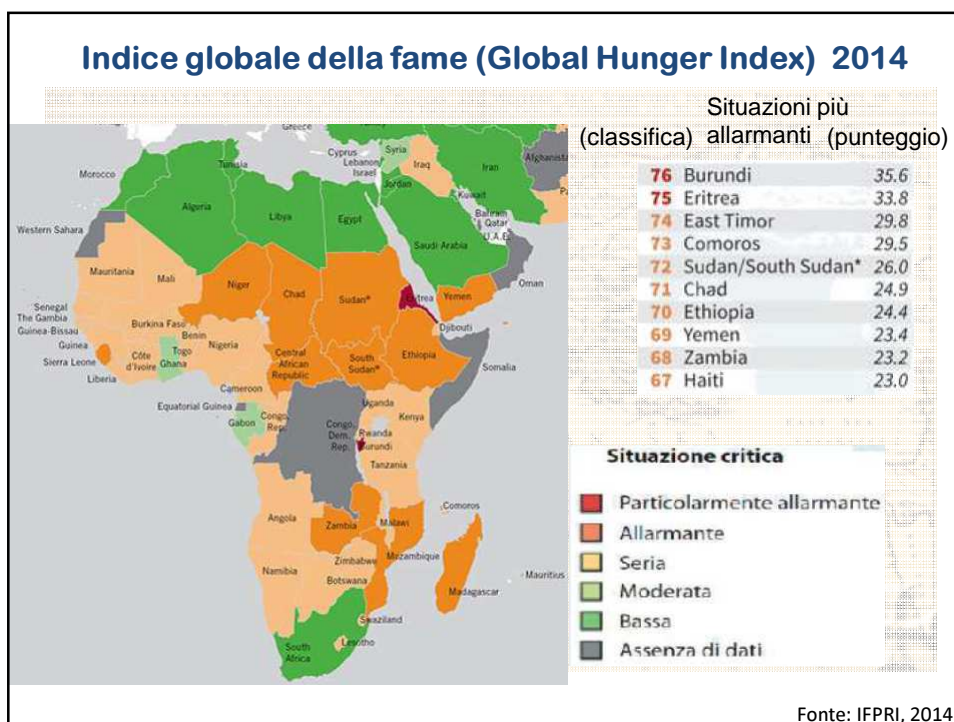 Indice globale della fame (Global Hunger Index) 2014
Situazioni più
(classifica) allarmanti (punteggio)
76 Burundi 35.6
75 Eritrea 33.8
74 East Timor 29.8
73 Comoros 29.5
72 Sudan/South Sudan* 26.0
71 Chad 24.9
70 Ethiopia 24.4
69 Yemen 23.4
68 Zambia 23.2
67 Haiti 23.0
Greece
Cyprus
Syria
Lebanon
Israel
Iraq
Iran
Afghanistan
Tunisia
Morocco
Jordan
Kuwait
Algeria
Libya
Egypt
Bahrain
Qatar
U.A.E.
Western Sahara
Saudi Arabia
Oman
Mauritania
Mali
Niger
Chad
Sudan*
Eritrea
Yemen
Senegal
The Gambia
Guinea-Bissau
Burkina Faso
Djibouti
Guinea
Benin
Nigeria
Sierra Leone
Côte
d'Ivoire
Togo
Ghana
Central
African
Republic
South
Sudan*
Ethiopia
Somalia
Liberia
Cameroon
Equatorial Guinea
Uganda
Gabon
Congo,
Rep.
Congo,
Dem.
Rep.
Kenya
Rwanda
Burundi
Tanzania
Comoros
Angola
Zambia
Malawi
Mozambique
Zimbabwe
Namibia
Botswana
Mauritius
Madagascar
Swaziland
Lesotho
South
Africa
Situazione critica
Particolarmente allarmante
Allarmante
Seria
Moderata
Bassa
Assenza di dati
Fonte: IFPRI, 2014